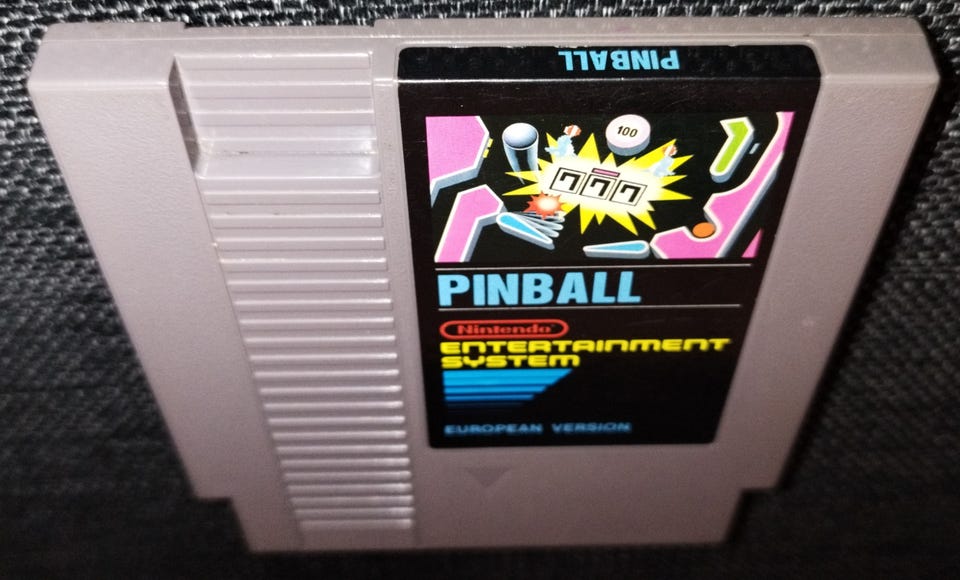 PINBALL
100
777
PINBALL
Nintendo
ENTERTAINMENT
SYSTEM
EUROPEAN VERSION